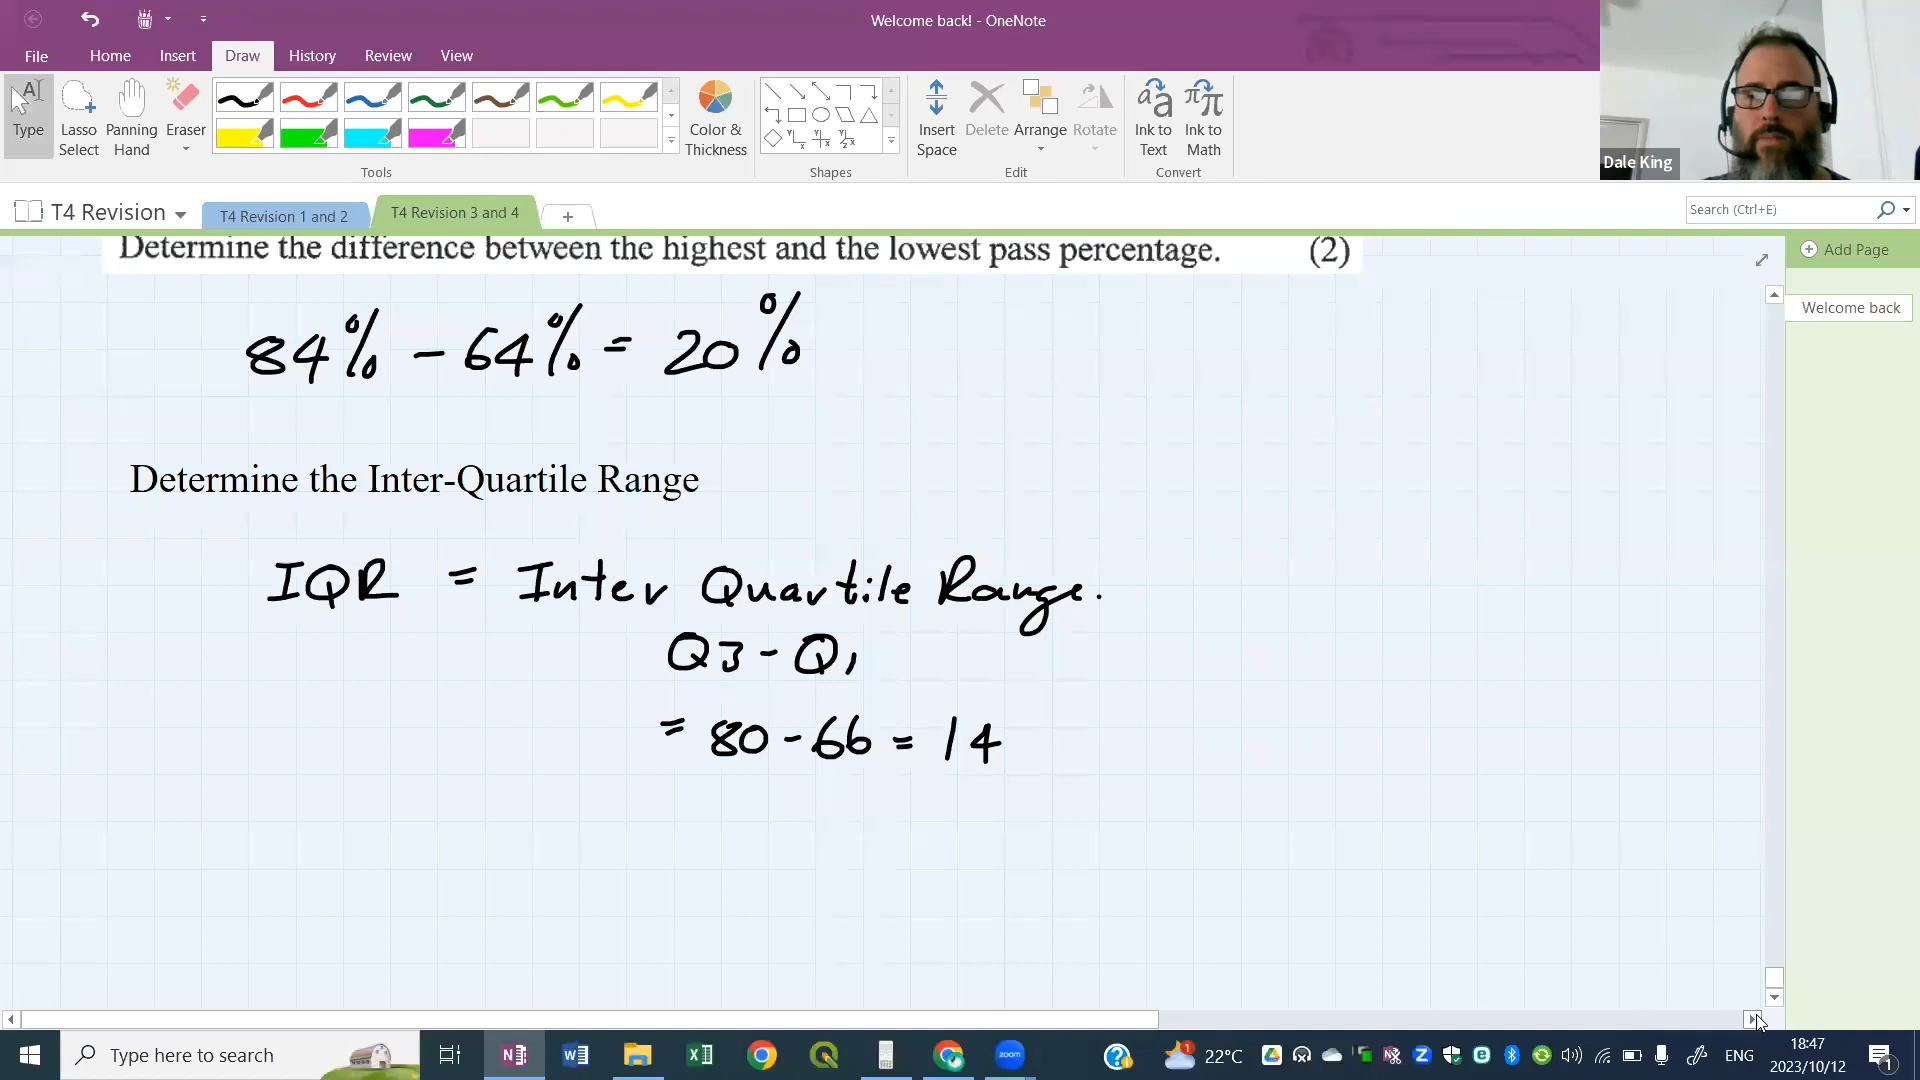 Welcome back! - OneNote
File Home Insert Draw History Review View
Type
Lasso Select
Panning Hand
Eraser
Color & Thickness
Insert Space
Delete
Arrange
Rotate
Ink to Text
Ink to Math
Tools
Shapes
Edit
Convert
Dale King
T4 Revision
T4 Revision 1 and 2
T4 Revision 3 and 4
Search (Ctrl+E)
Add Page
Welcome back
Determine the difference between the highest and the lowest pass percentage. (2)
84% - 64% = 20%
Determine the Inter-Quartile Range
IQR = Inter Quartile Range.
Q3 - Q1
= 80 - 66 = 14
Type here to search
zoom
22°C
ENG
18:47
2023/10/12
1